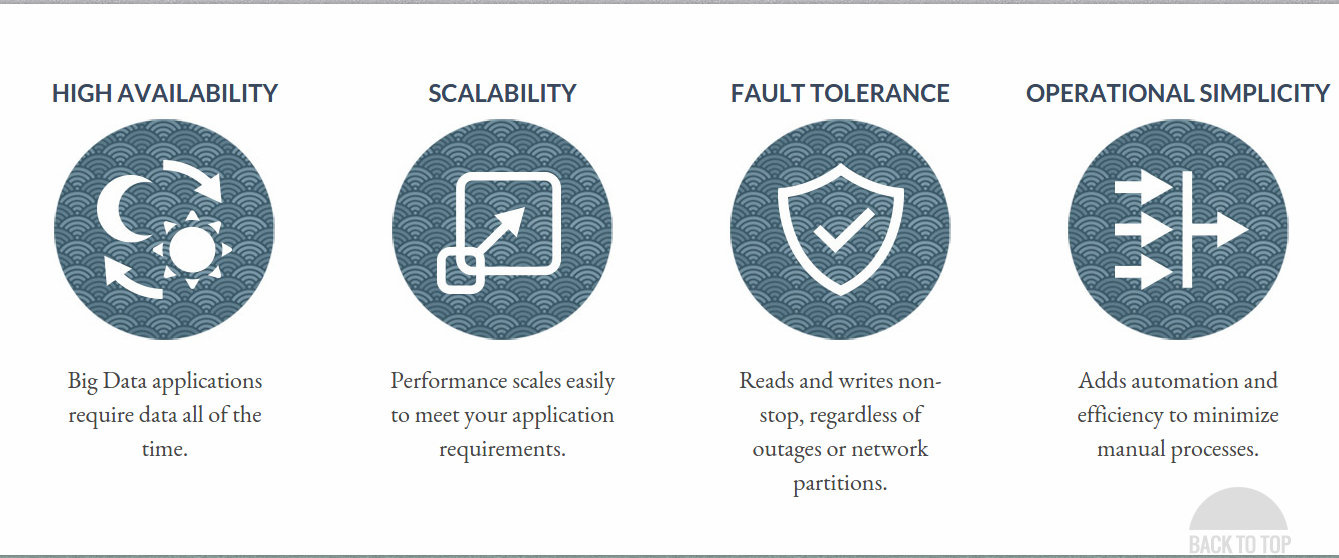 HIGH AVAILABILITY
Big Data applications
require data all of the
time.
SCALABILITY
Performance scales easily
to meet your application
requirements.
FAULT TOLERANCE
Reads and writes non-
stop, regardless of
outages or network
partitions.
OPERATIONAL SIMPLICITY
Adds automation and
efficiency to minimize
manual processes.
BACK TO TOP